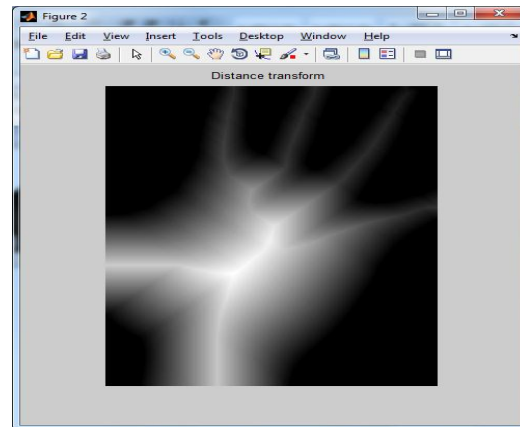 Figure 2
File Edit View Insert Tools Desktop Window Help
Distance transform